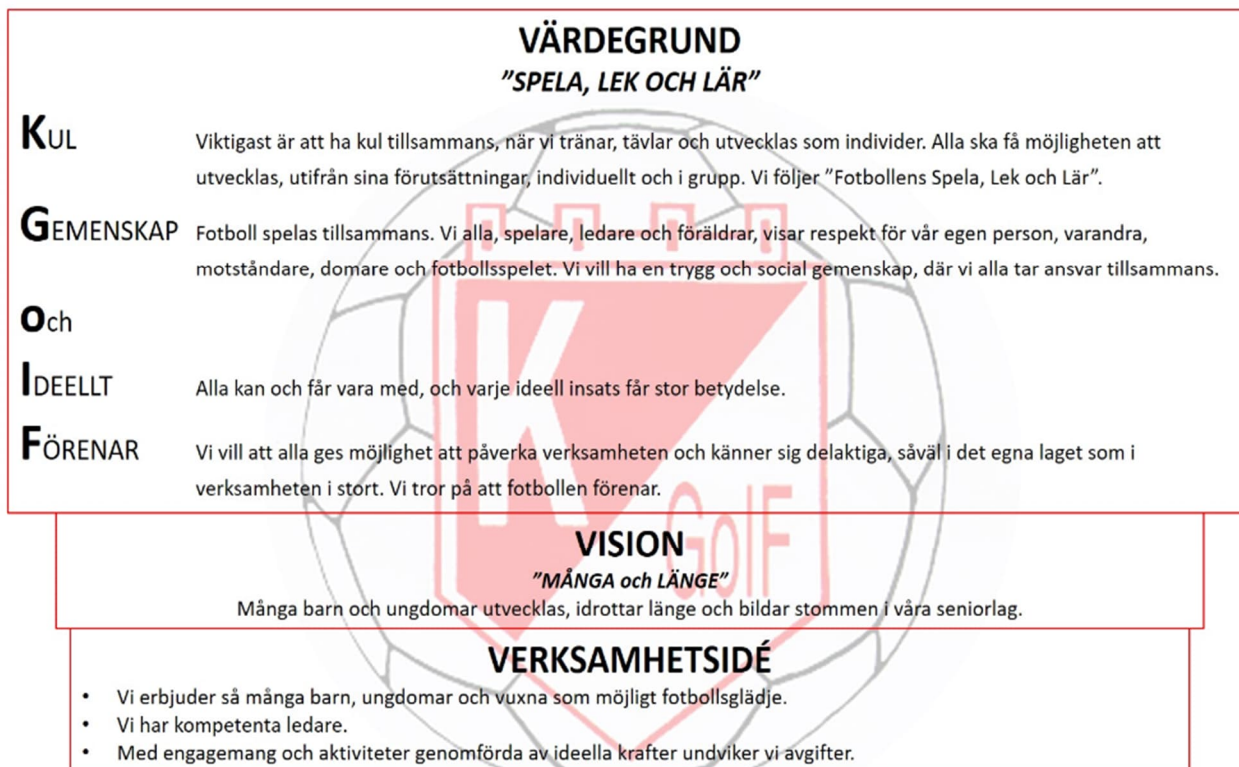 VÄRDEGRUND
”SPELA, LEK OCH LÄR”
KUL Viktigast är att ha kul tillsammans, när vi tränar, tävlar och utvecklas som individer. Alla ska få möjligheten att
utvecklas, utifrån sina förutsättningar, individuellt och i grupp. Vi följer ”Fotbollens Spela, Lek och Lär”.
GEMENSKAP Fotboll spelas tillsammans. Vi alla, spelare, ledare och föräldrar, visar respekt för vår egen person, varandra,
motståndare, domare och fotbollsspelet. Vi vill ha en trygg och social gemenskap, där vi alla tar ansvar tillsammans.
och
IDEELLT Alla kan och får vara med, och varje ideell insats får stor betydelse.
FÖRENAR Vi vill att alla ges möjlighet att påverka verksamheten och känner sig delaktiga, såväl i det egna laget som i
verksamheten i stort. Vi tror på att fotbollen förenar.
K
GoIF
VISION
”MÅNGA och LÄNGE”
Många barn och ungdomar utvecklas, idrottar länge och bildar stommen i våra seniorlag.
VERKSAMHETSIDÉ
• Vi erbjuder så många barn, ungdomar och vuxna som möjligt fotbollsglädje.
• Vi har kompetenta ledare.
• Med engagemang och aktiviteter genomförda av ideella krafter undviker vi avgifter.